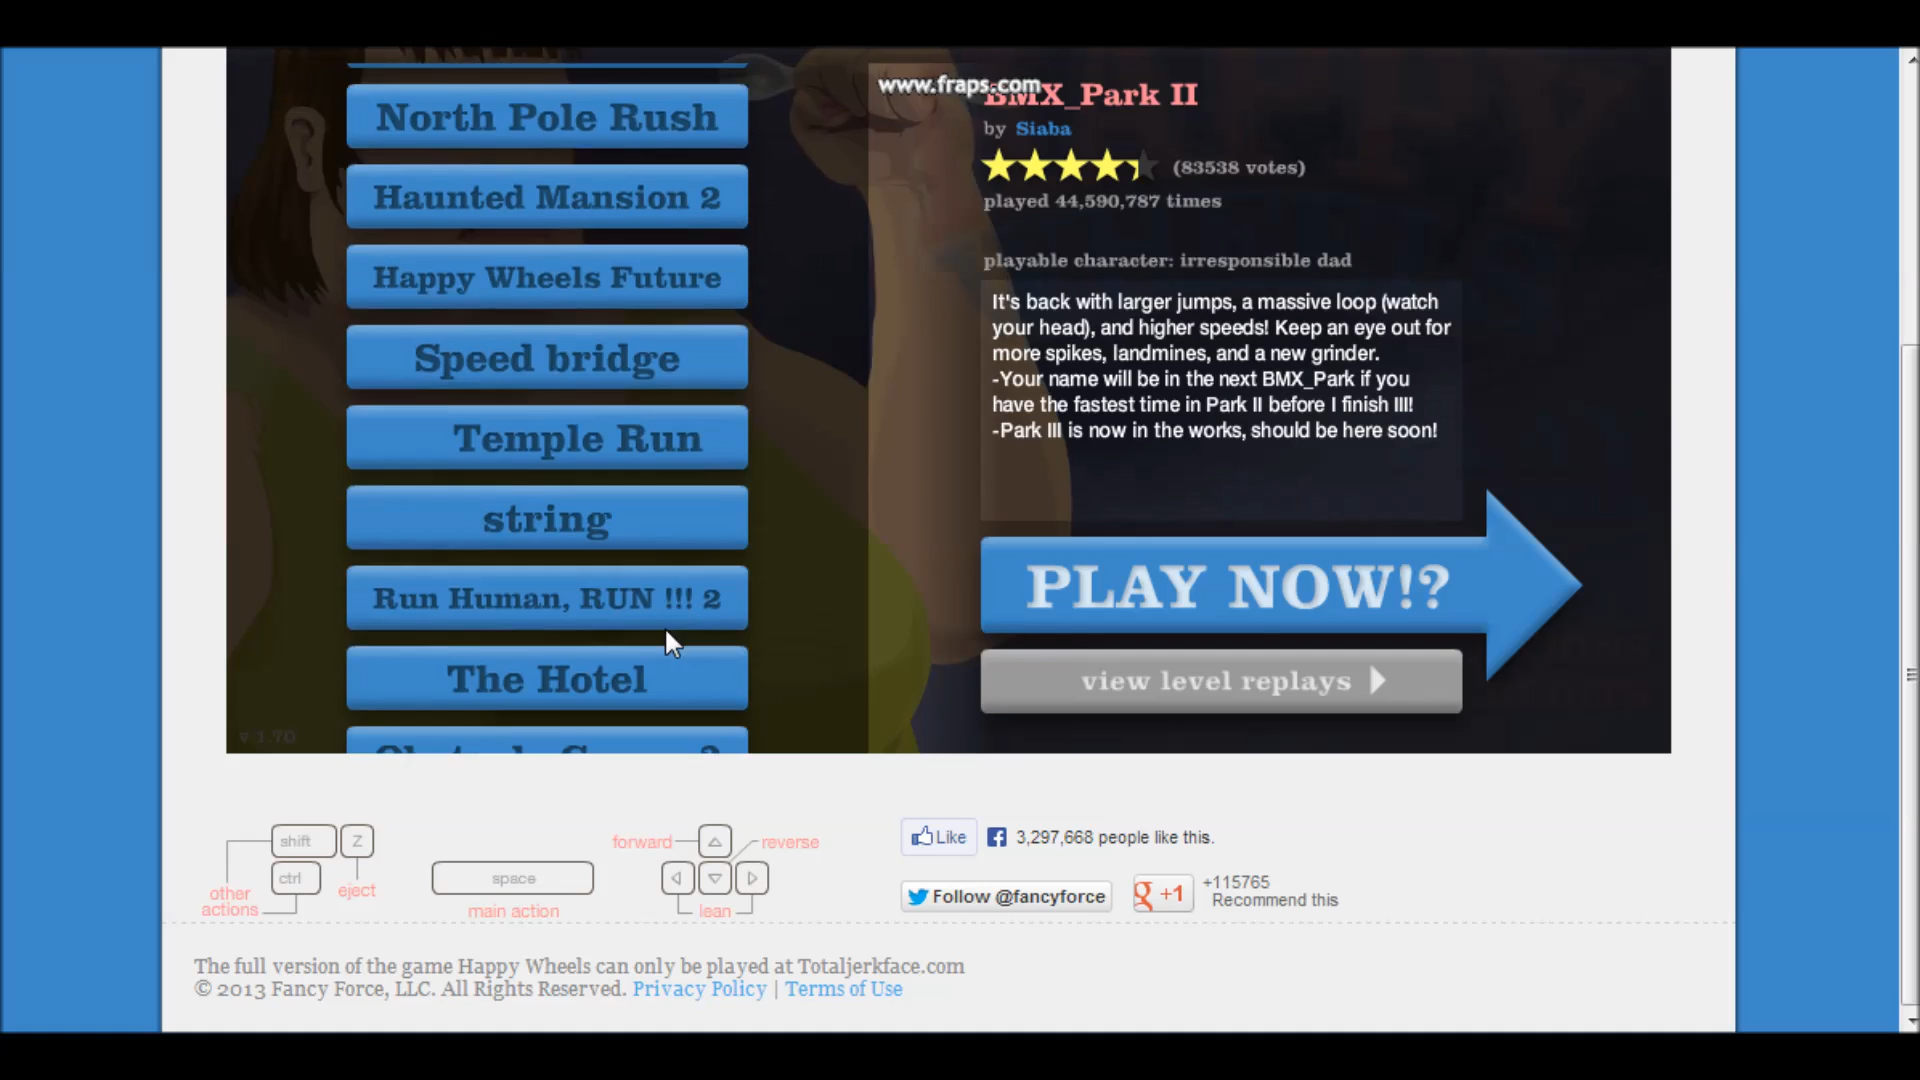 www.fraps.com
North Pole Rush
Haunted Mansion 2
Happy Wheels Future
Speed bridge
Temple Run
string
Run Human, RUN !!! 2
The Hotel
v 1.70
BMX_Park II
by Siaba
(83538 votes)
played 44,590,787 times
playable character: irresponsible dad
It's back with larger jumps, a massive loop (watch
your head), and higher speeds! Keep an eye out for
more spikes, landmines, and a new grinder.
-Your name will be in the next BMX_Park if you
have the fastest time in Park II before I finish III!
-Park III is now in the works, should be here soon!
PLAY NOW!?
view level replays
shift
Z
ctrl
other
actions
eject
space
main action
forward
reverse
lean
Like
3,297,668 people like this.
Follow @fancyforce
g +1
+115765
Recommend this
The full version of the game Happy Wheels can only be played at Totaljerkface.com
© 2013 Fancy Force, LLC. All Rights Reserved. Privacy Policy | Terms of Use